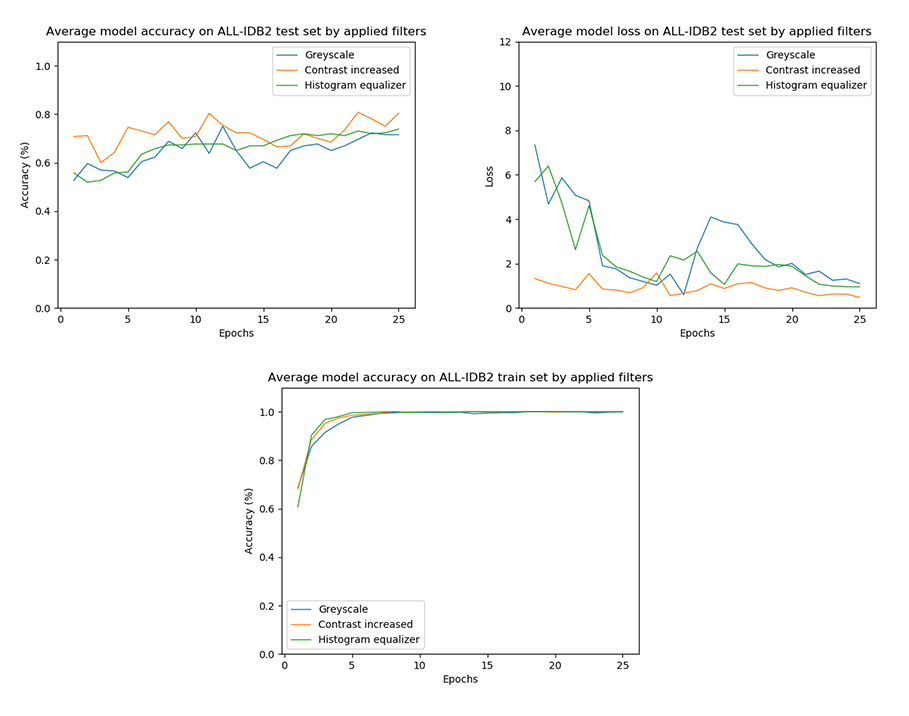 Average model accuracy on ALL-IDB2 test set by applied filters
Greyscale
Contrast increased
Histogram equalizer
1.0
0.8
0.6
0.4
0.2
0.0
Accuracy (%)
0 5 10 15 20 25
Epochs
Average model loss on ALL-IDB2 test set by applied filters
Greyscale
Contrast increased
Histogram equalizer
12
10
8
6
4
2
0
Loss
0 5 10 15 20 25
Epochs
Average model accuracy on ALL-IDB2 train set by applied filters
1.0
0.8
0.6
0.4
0.2
0.0
Accuracy (%)
Greyscale
Contrast increased
Histogram equalizer
0 5 10 15 20 25
Epochs